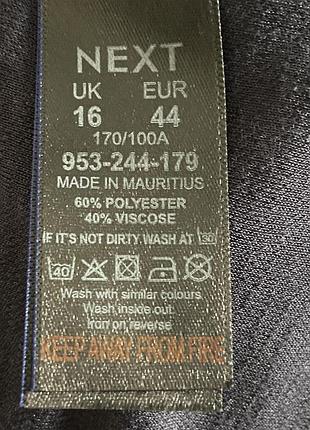 NEXT
UK EUR
16 44
170/100A
953-244-179
MADE IN MAURITIUS
60% POLYESTER
40% VISCOSE
IF IT'S NOT DIRTY, WASH AT 30
40
Wash with similar colours
Wash inside out
Iron on reverse
KEEP AWAY FROM FIRE